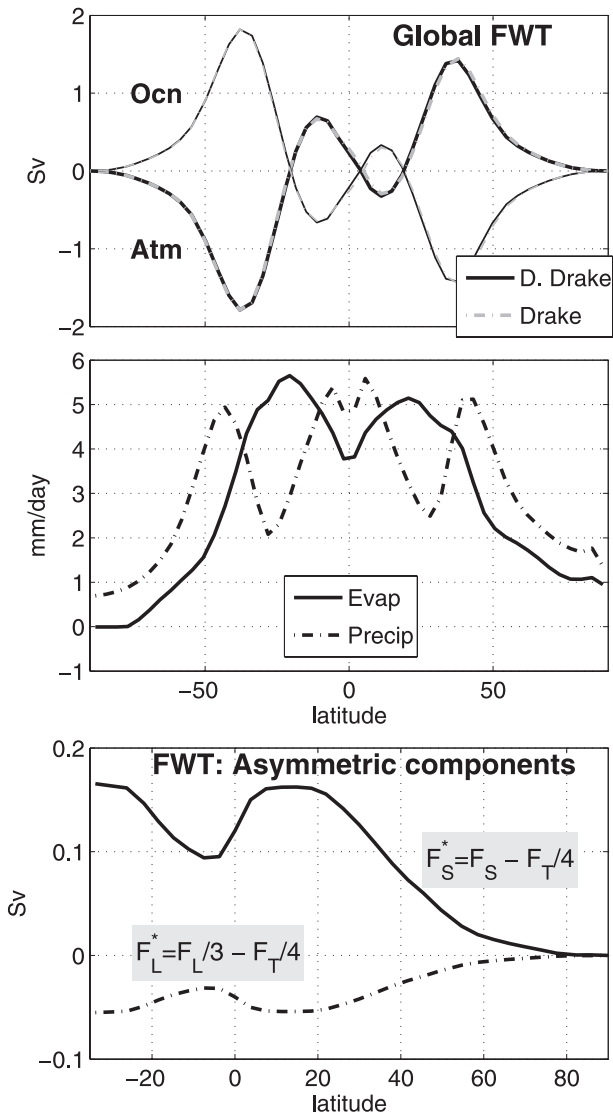 Global FWT
Ocn
Atm
Sv
2
1
0
−1
−2
D. Drake
Drake
mm/day
6
5
4
3
2
1
0
−1
Evap
Precip
−50 0 50
latitude
FWT: Asymmetric components
Sv
0.2
0.1
0
−0.1
F*S=FS − FT/4
F*L=FL/3 − FT/4
−20 0 20 40 60 80
latitude